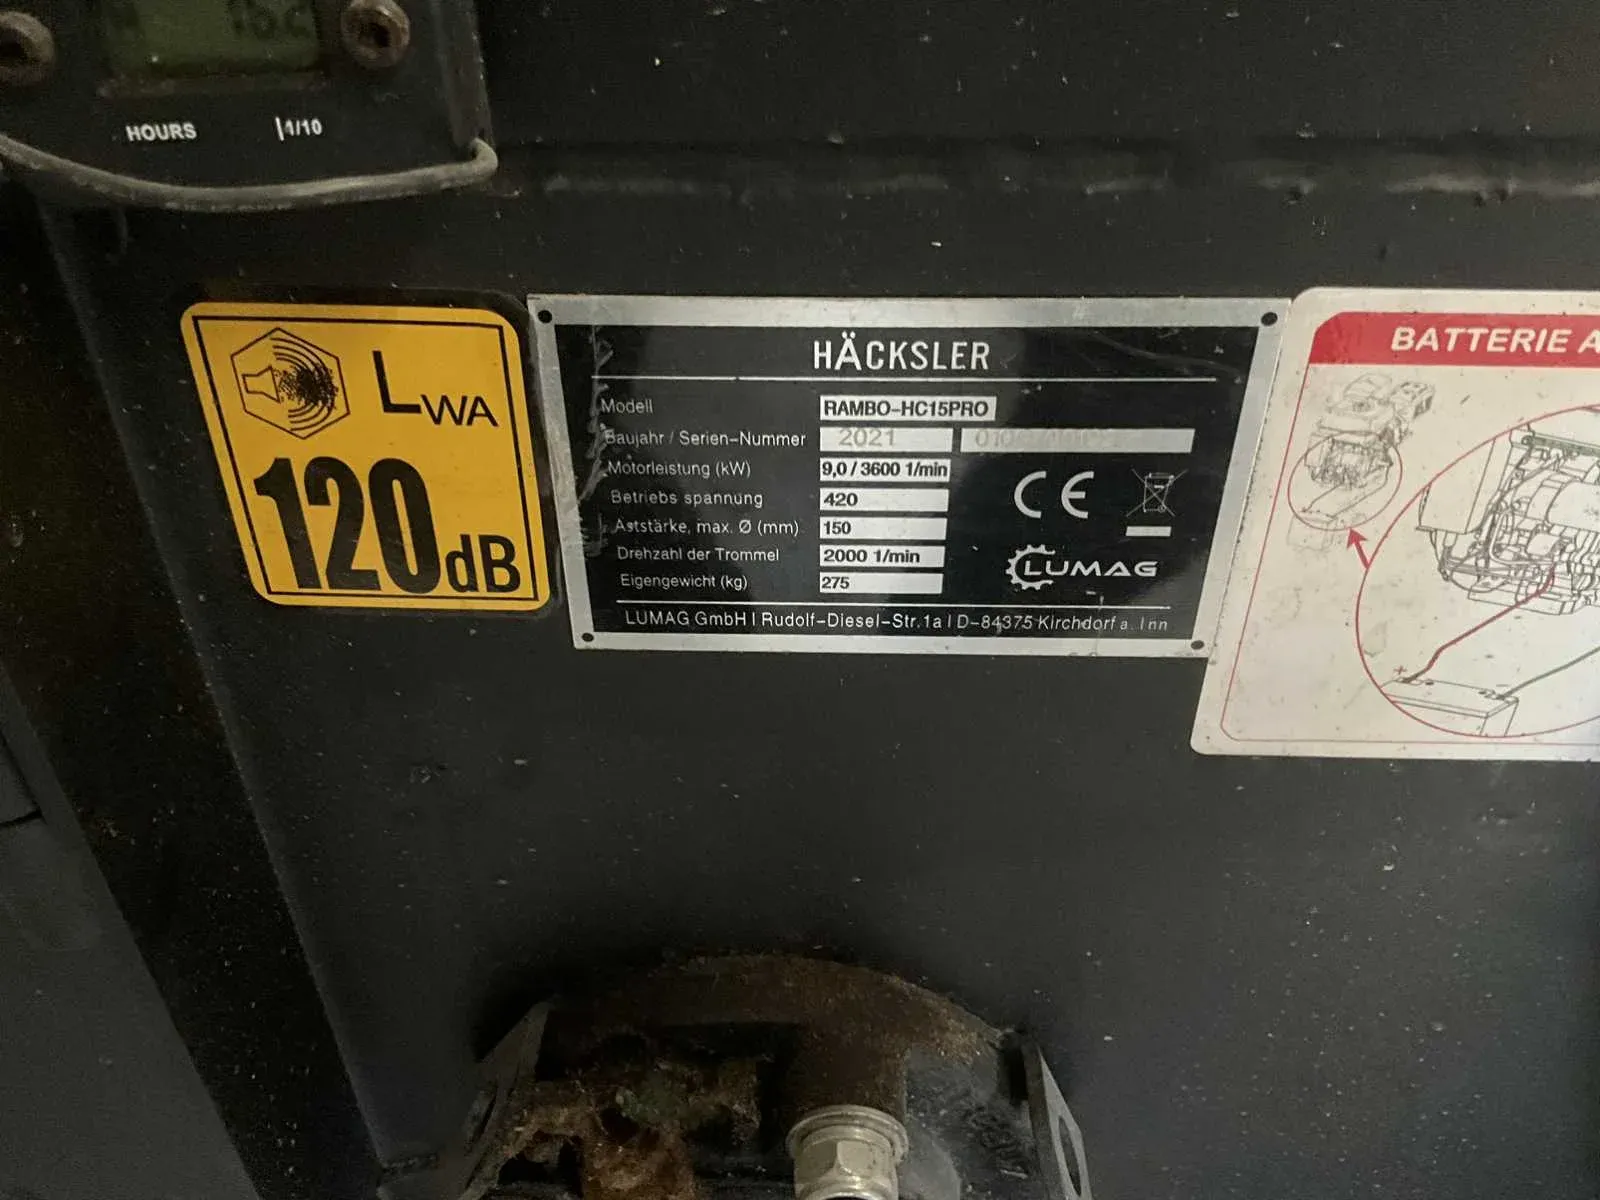 HOURS 1/10
LWA
120dB
HÄCKSLER
Modell RAMBO-HC15PRO
Baujahr / Serien-Nummer 2021
Motorleistung (kW) 9,0 / 3600 1/min
Betriebs spannung 420
Aststärke, max. Ø (mm) 150
Drehzahl der Trommel 2000 1/min
Eigengewicht (kg) 275
CE
LUMAG
LUMAG GmbH | Rudolf-Diesel-Str. 1a | D-84375 Kirchdorf a. Inn
BATTERIE A
+